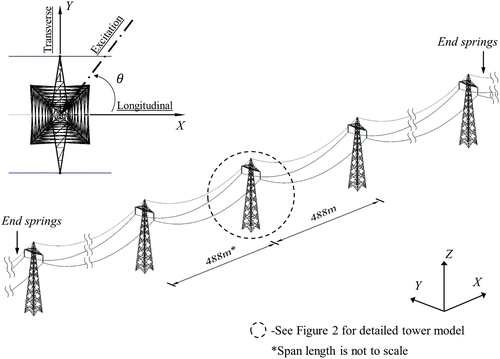 Y
Transverse
Excitation
θ
Longitudinal
X
End springs
End springs
488m*
488m
Z
Y
X
-See Figure 2 for detailed tower model
*Span length is not to scale